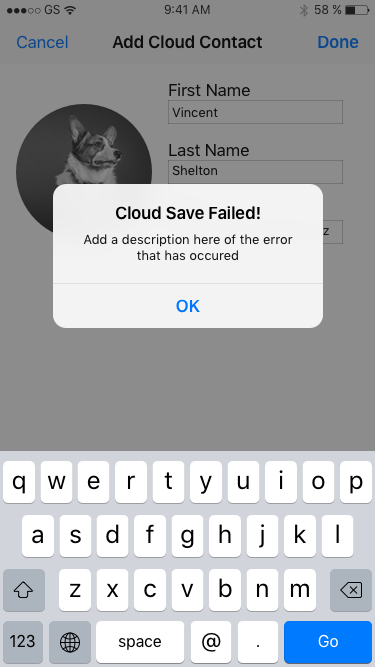 GS 9:41 AM 58 %
Cancel Add Cloud Contact Done
First Name
Vincent
Last Name
Shelton
z
Cloud Save Failed!
Add a description here of the error
that has occured
OK
q w e r t y u i o p
a s d f g h j k l
z x c v b n m
123 space @ . Go